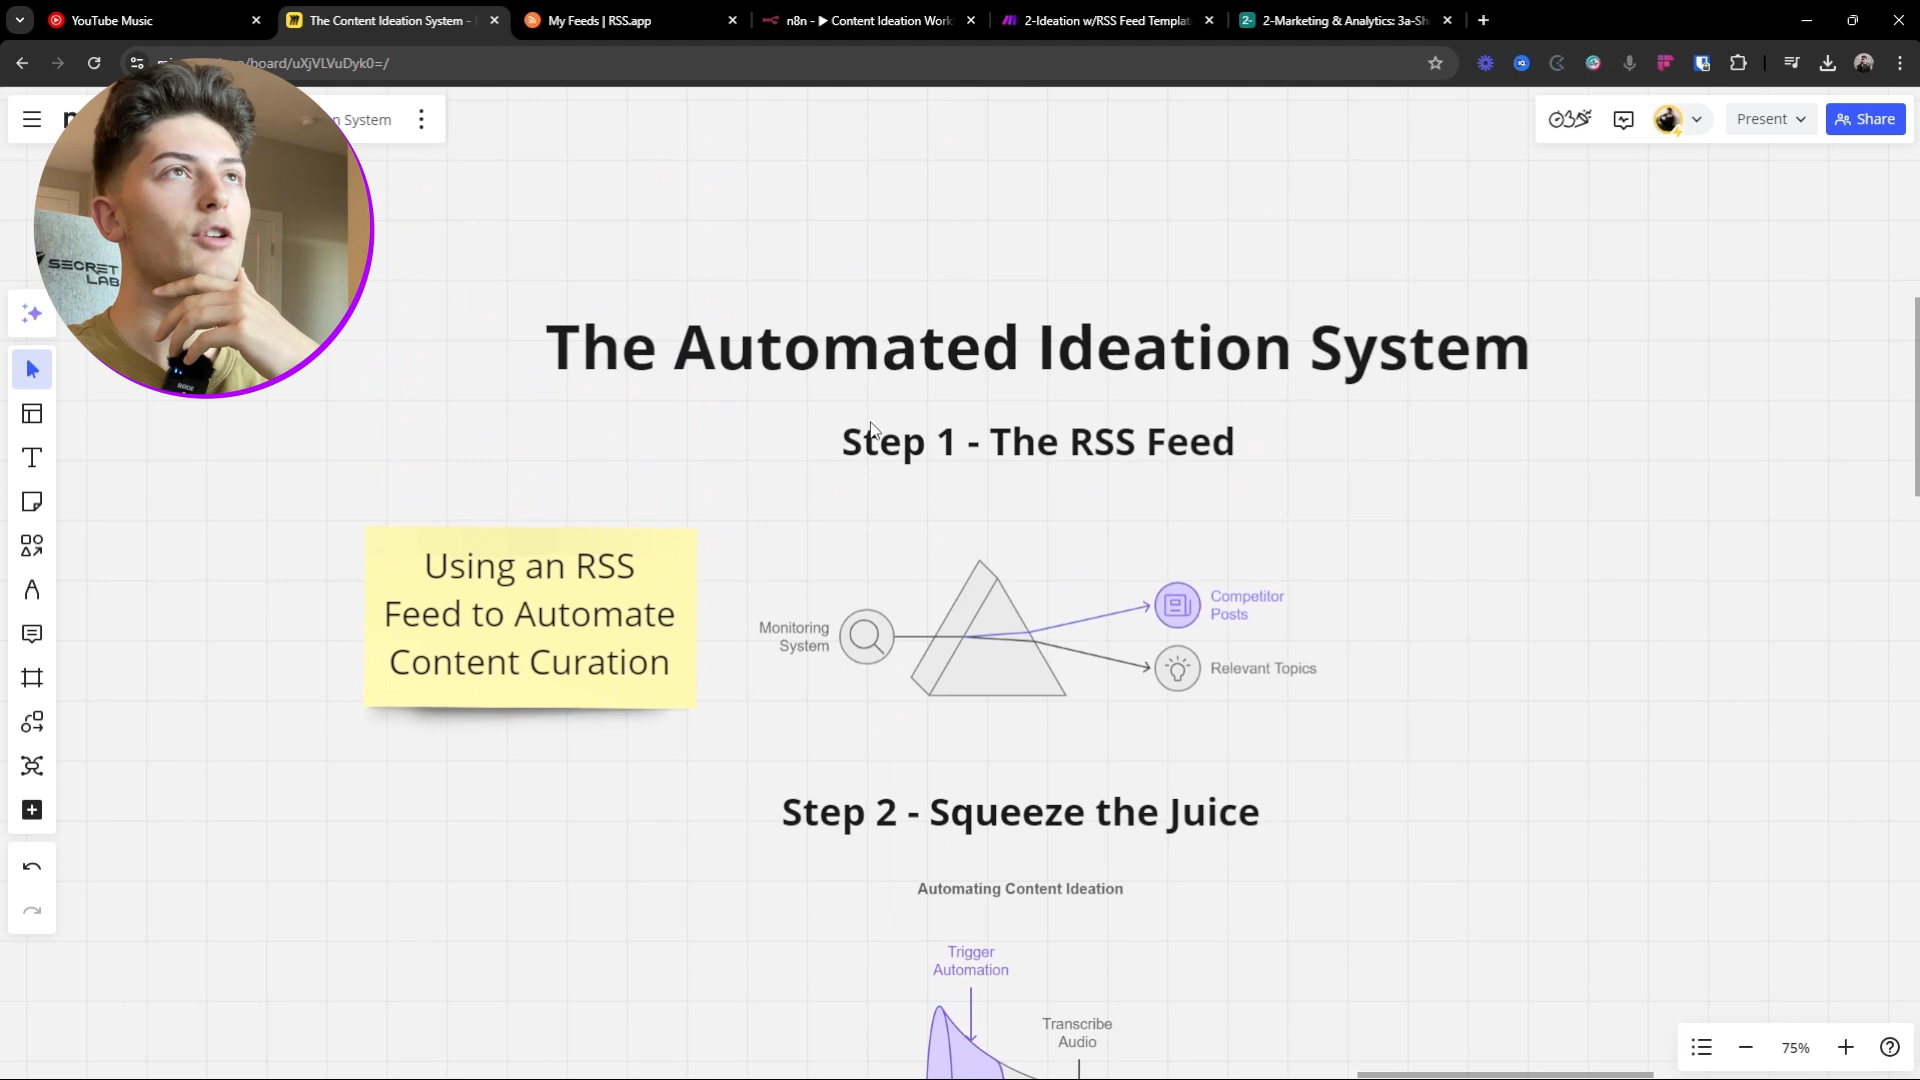 YouTube Music
The Content Ideation System -
My Feeds | RSS.app
n8n - ▶ Content Ideation Work
2-Ideation w/RSS Feed Templat
2-Marketing & Analytics: 3a-Sh
/board/uXjVLVuDyk0=/
n System
Present
Share
SECRET
LAB
RODE
The Automated Ideation System
Step 1 - The RSS Feed
Using an RSS
Feed to Automate
Content Curation
Monitoring
System
Competitor
Posts
Relevant Topics
Step 2 - Squeeze the Juice
Automating Content Ideation
Trigger
Automation
Transcribe
Audio
75%